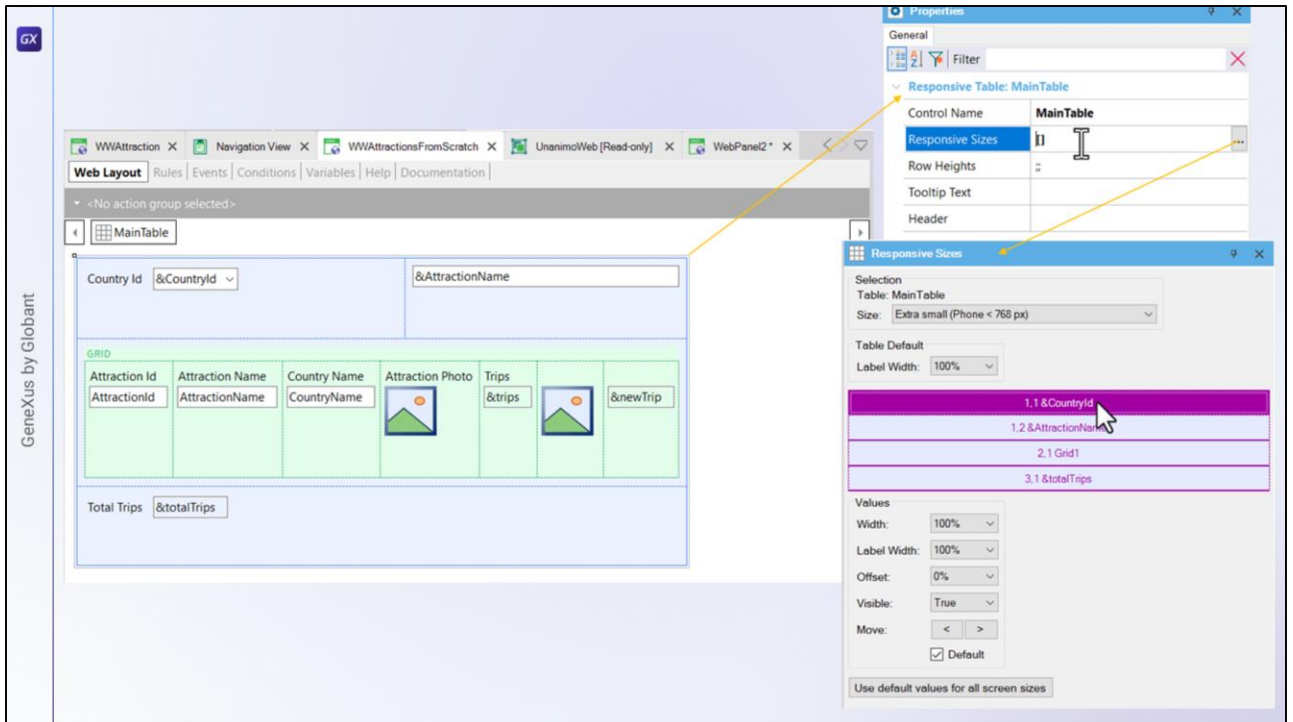 GX
GeneXus by Globant
WWAttraction X Navigation View X WWAttractionsFromScratch X UnanimoWeb [Read-only] X WebPanel2 * X
Web Layout Rules Events Conditions Variables Help Documentation
<No action group selected>
MainTable
Country Id &CountryId &AttractionName
GRID
Attraction Id Attraction Name Country Name Attraction Photo Trips
AttractionId AttractionName CountryName &trips &newTrip
Total Trips &totalTrips
Properties
General
Filter
Responsive Table: MainTable
Control Name MainTable
Responsive Sizes [] ...
Row Heights ;;
Tooltip Text
Header
Responsive Sizes
Selection
Table: MainTable
Size: Extra small (Phone < 768 px)
Table Default
Label Width: 100%
1,1 &CountryId
1,2 &AttractionName
2,1 Grid1
3,1 &totalTrips
Values
Width: 100%
Label Width: 100%
Offset: 0%
Visible: True
Move: < >
Default
Use default values for all screen sizes